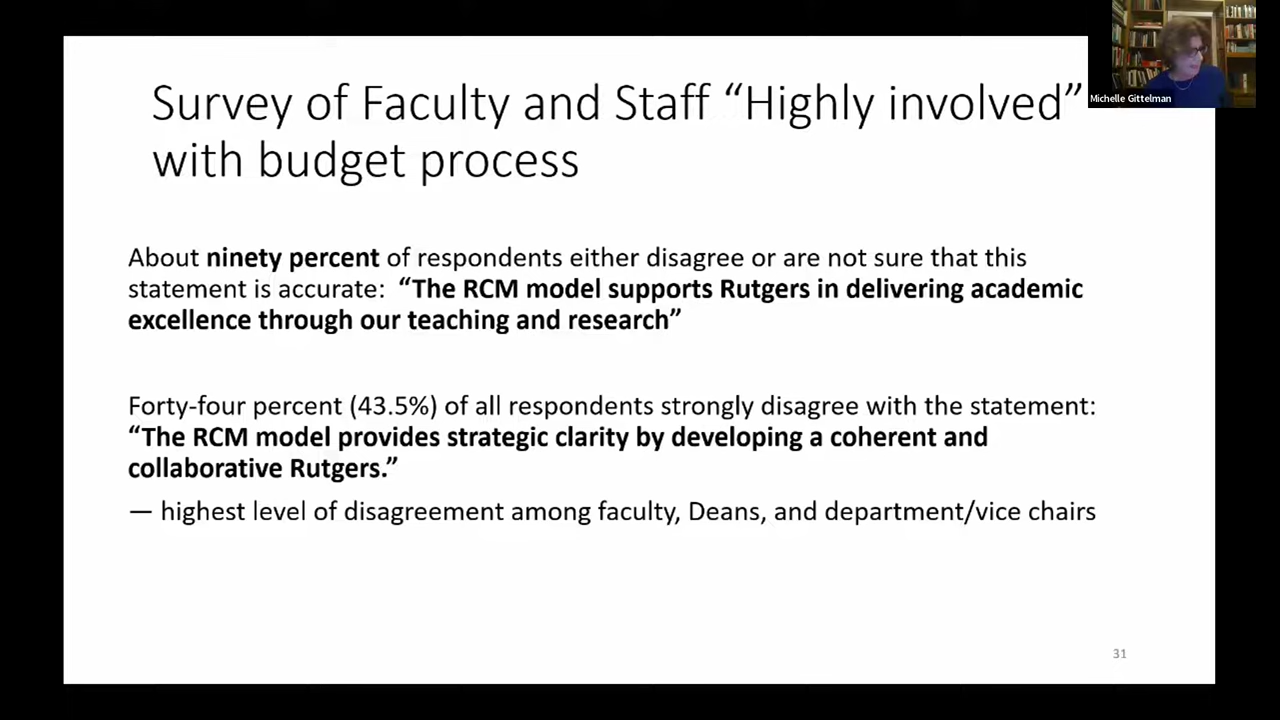 Survey of Faculty and Staff “Highly involved”
with budget process
Michelle Gittelman
About ninety percent of respondents either disagree or are not sure that this
statement is accurate:  “The RCM model supports Rutgers in delivering academic
excellence through our teaching and research”
Forty-four percent (43.5%) of all respondents strongly disagree with the statement:
“The RCM model provides strategic clarity by developing a coherent and
collaborative Rutgers.”
— highest level of disagreement among faculty, Deans, and department/vice chairs
31